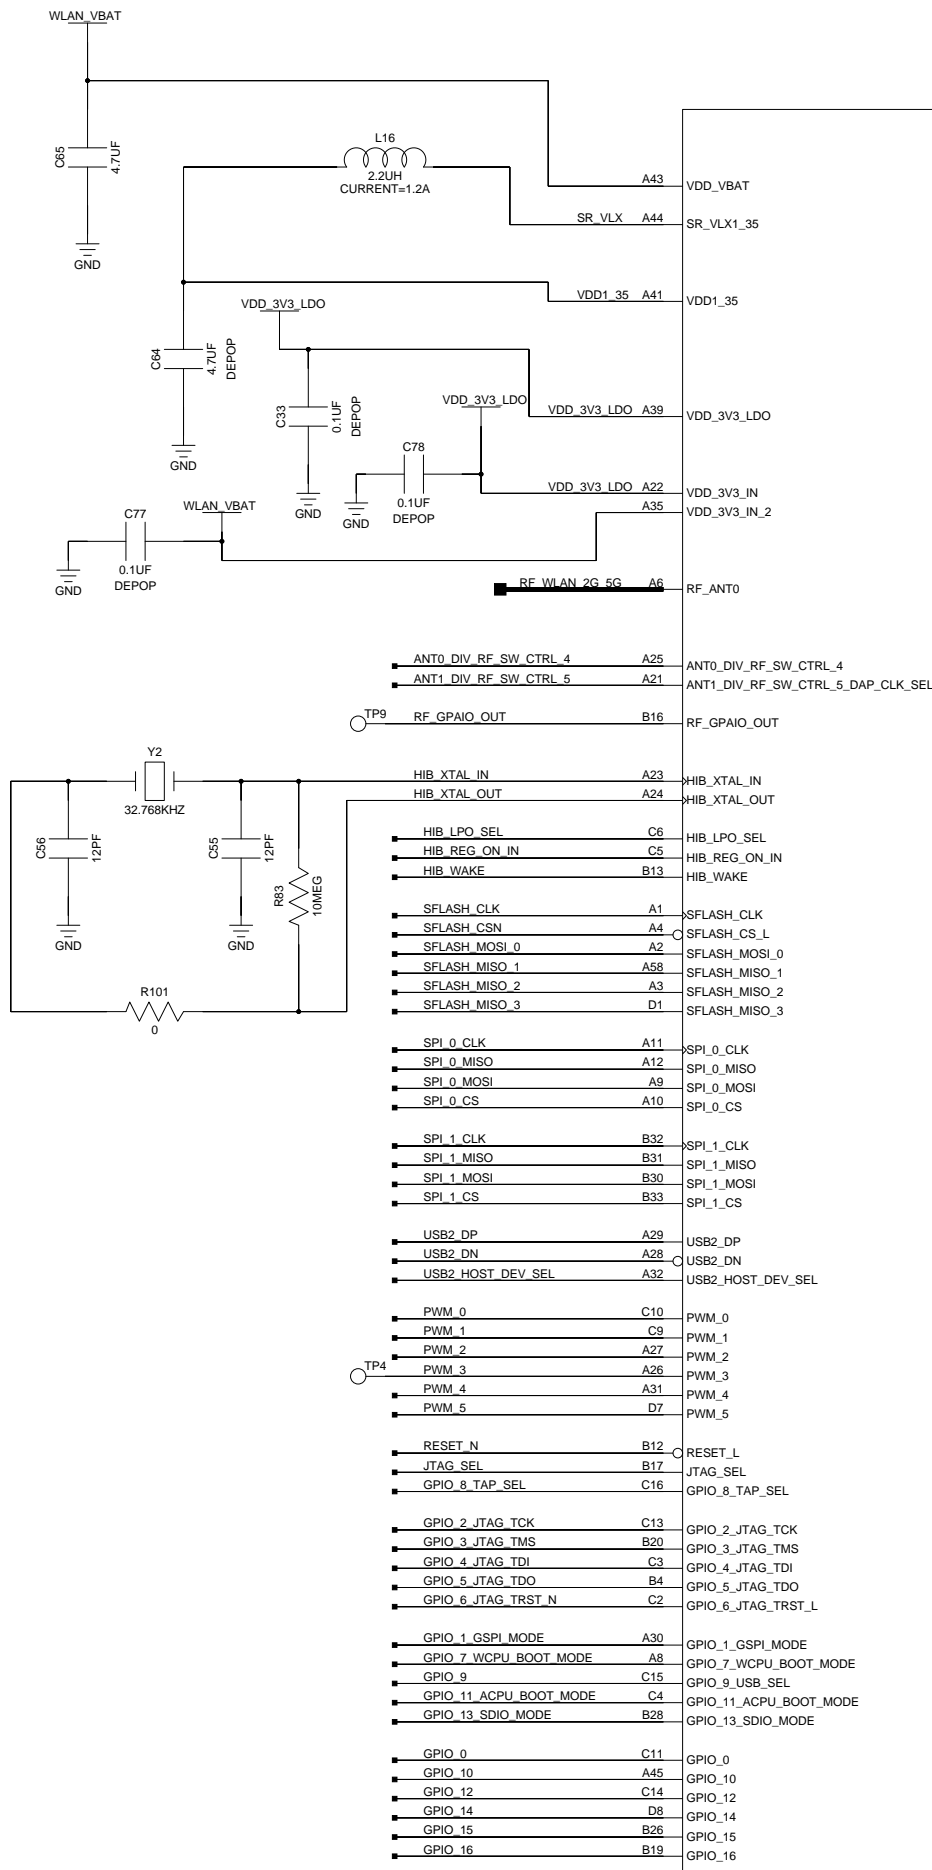 WLAN_VBAT
C65
4.7UF
GND
L16
2.2UH
CURRENT=1.2A
A43 VDD_VBAT
SR_VLX A44 SR_VLX1_35
VDD1_35 A41 VDD1_35
VDD_3V3_LDO
C64
4.7UF
DEPOP
GND
C33
0.1UF
DEPOP
GND
VDD_3V3_LDO
VDD_3V3_LDO A39 VDD_3V3_LDO
C78
0.1UF
DEPOP
GND
VDD_3V3_LDO A22 VDD_3V3_IN
A35 VDD_3V3_IN_2
WLAN_VBAT
C77
0.1UF
DEPOP
GND
RF_WLAN_2G_5G A6 RF_ANT0
ANT0_DIV_RF_SW_CTRL_4 A25 ANT0_DIV_RF_SW_CTRL_4
ANT1_DIV_RF_SW_CTRL_5 A21 ANT1_DIV_RF_SW_CTRL_5_DAP_CLK_SEL
TP9 RF_GPAIO_OUT B16 RF_GPAIO_OUT
Y2
32.768KHZ
C56
12PF
GND
C55
12PF
GND
R83
10MEG
R101
0
HIB_XTAL_IN A23 HIB_XTAL_IN
HIB_XTAL_OUT A24 HIB_XTAL_OUT
HIB_LPO_SEL C6 HIB_LPO_SEL
HIB_REG_ON_IN C5 HIB_REG_ON_IN
HIB_WAKE B13 HIB_WAKE
SFLASH_CLK A1 SFLASH_CLK
SFLASH_CSN A4 SFLASH_CS_L
SFLASH_MOSI_0 A2 SFLASH_MOSI_0
SFLASH_MISO_1 A58 SFLASH_MISO_1
SFLASH_MISO_2 A3 SFLASH_MISO_2
SFLASH_MISO_3 D1 SFLASH_MISO_3
SPI_0_CLK A11 SPI_0_CLK
SPI_0_MISO A12 SPI_0_MISO
SPI_0_MOSI A9 SPI_0_MOSI
SPI_0_CS A10 SPI_0_CS
SPI_1_CLK B32 SPI_1_CLK
SPI_1_MISO B31 SPI_1_MISO
SPI_1_MOSI B30 SPI_1_MOSI
SPI_1_CS B33 SPI_1_CS
USB2_DP A29 USB2_DP
USB2_DN A28 USB2_DN
USB2_HOST_DEV_SEL A32 USB2_HOST_DEV_SEL
PWM_0 C10 PWM_0
PWM_1 C9 PWM_1
PWM_2 A27 PWM_2
TP4 PWM_3 A26 PWM_3
PWM_4 A31 PWM_4
PWM_5 D7 PWM_5
RESET_N B12 RESET_L
JTAG_SEL B17 JTAG_SEL
GPIO_8_TAP_SEL C16 GPIO_8_TAP_SEL
GPIO_2_JTAG_TCK C13 GPIO_2_JTAG_TCK
GPIO_3_JTAG_TMS B20 GPIO_3_JTAG_TMS
GPIO_4_JTAG_TDI C3 GPIO_4_JTAG_TDI
GPIO_5_JTAG_TDO B4 GPIO_5_JTAG_TDO
GPIO_6_JTAG_TRST_N C2 GPIO_6_JTAG_TRST_L
GPIO_1_GSPI_MODE A30 GPIO_1_GSPI_MODE
GPIO_7_WCPU_BOOT_MODE A8 GPIO_7_WCPU_BOOT_MODE
GPIO_9 C15 GPIO_9_USB_SEL
GPIO_11_ACPU_BOOT_MODE C4 GPIO_11_ACPU_BOOT_MODE
GPIO_13_SDIO_MODE B28 GPIO_13_SDIO_MODE
GPIO_0 C11 GPIO_0
GPIO_10 A45 GPIO_10
GPIO_12 C14 GPIO_12
GPIO_14 D8 GPIO_14
GPIO_15 B26 GPIO_15
GPIO_16 B19 GPIO_16